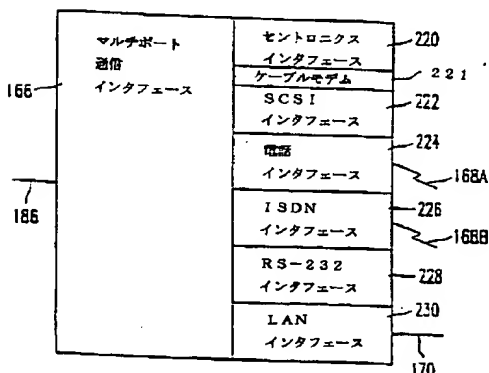 マルチポート
通信
インタフェース
セントロニクス
インタフェース
ケーブルモデム
SCSI
インタフェース
電話
インタフェース
ISDN
インタフェース
RS-232
インタフェース
LAN
インタフェース
166
186
220
221
222
224
168A
226
168B
228
230
170